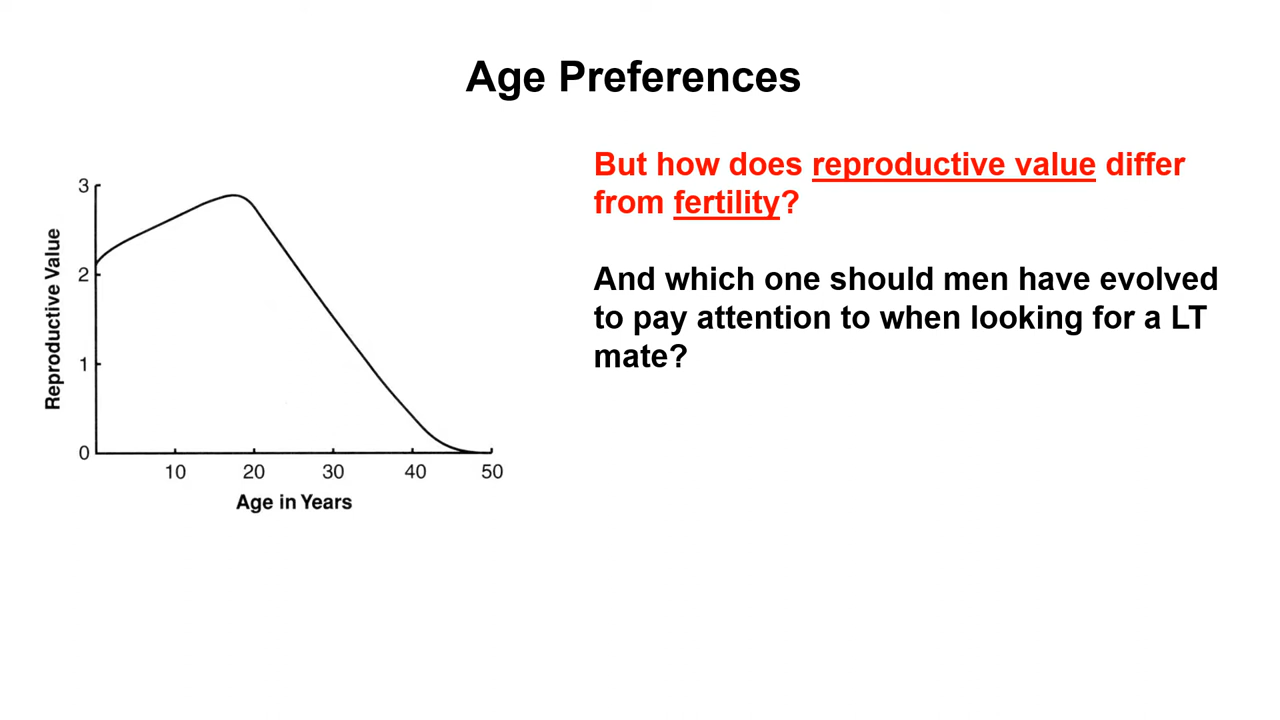 Age Preferences
But how does reproductive value differ
from fertility?
And which one should men have evolved
to pay attention to when looking for a LT
mate?
3
2
1
0
Reproductive Value
10 20 30 40 50
Age in Years